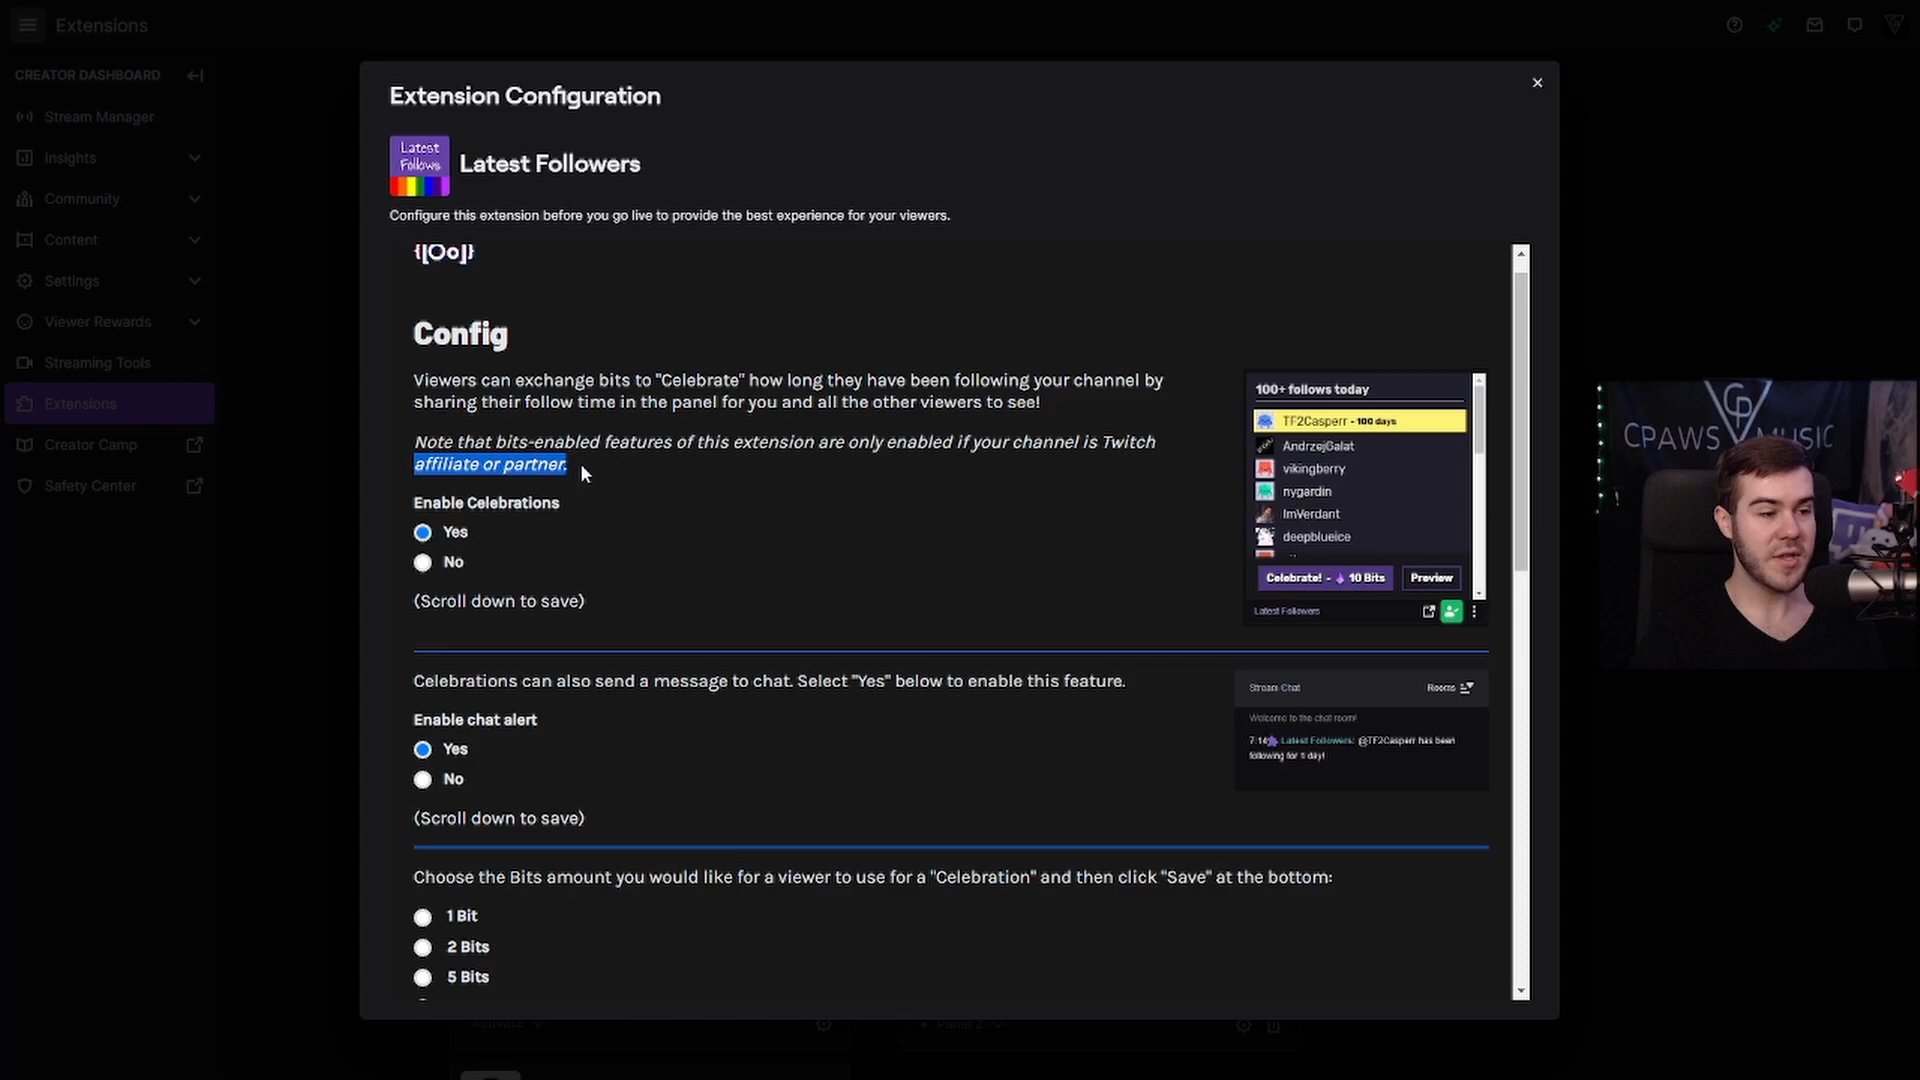 Extensions
CREATOR DASHBOARD
Stream Manager
Insights
Community
Content
Settings
Viewer Rewards
Streaming Tools
Extensions
Creator Camp
Safety Center
Extension Configuration
Latest
Follows
Latest Followers
Configure this extension before you go live to provide the best experience for your viewers.
{[Oo]}
Config
Viewers can exchange bits to "Celebrate" how long they have been following your channel by
sharing their follow time in the panel for you and all the other viewers to see!
Note that bits-enabled features of this extension are only enabled if your channel is Twitch
affiliate or partner.
Enable Celebrations
Yes
No
(Scroll down to save)
100+ follows today
TF2Casperr - 100 days
AndrzejGalat
vikingberry
nygardin
ImVerdant
deepblueice
Celebrate! - 10 Bits
Preview
Latest Followers
Celebrations can also send a message to chat. Select "Yes" below to enable this feature.
Enable chat alert
Yes
No
(Scroll down to save)
Stream Chat
Rooms
Welcome to the chat room!
Latest Followers: @TF2Casperr has been
following for 1 day!
Choose the Bits amount you would like for a viewer to use for a "Celebration" and then click "Save" at the bottom:
1 Bit
2 Bits
5 Bits
Activate
Panel 2
CPAWS MUSIC